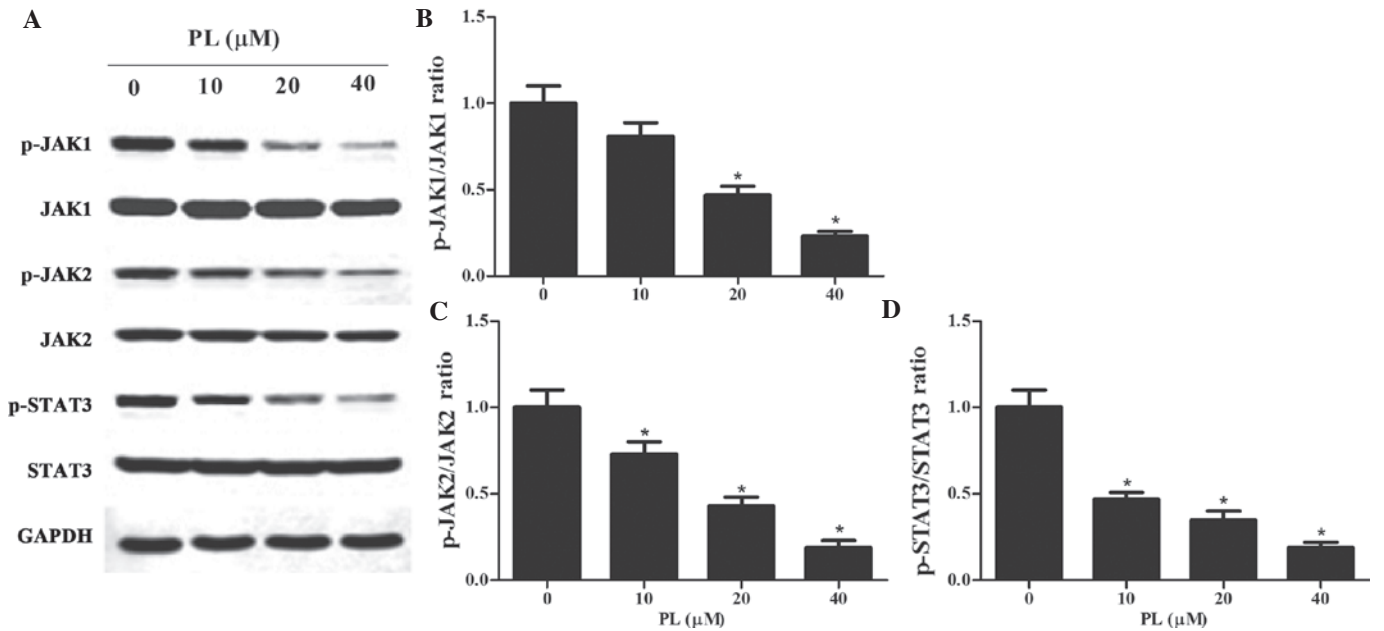 A
PL (μM)
0 10 20 40
p-JAK1
JAK1
p-JAK2
JAK2
p-STAT3
STAT3
GAPDH
B
p-JAK1/JAK1 ratio
1.5
1.0
0.5
0.0
* *
0 10 20 40
C
p-JAK2/JAK2 ratio
1.5
1.0
0.5
0.0
* * *
0 10 20 40
PL (μM)
D
p-STAT3/STAT3 ratio
1.5
1.0
0.5
0.0
* * *
0 10 20 40
PL (μM)